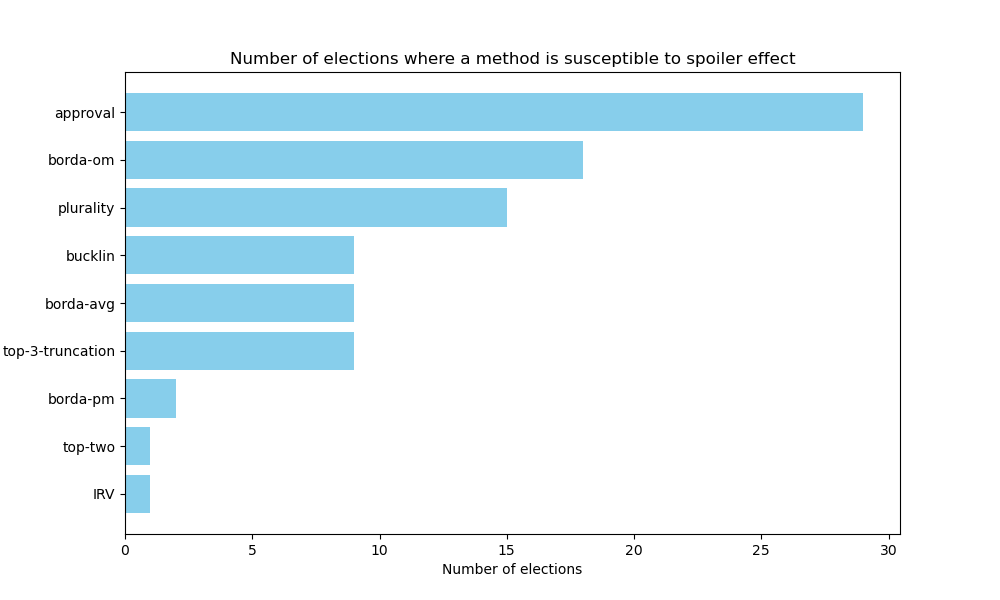 Number of elections where a method is susceptible to spoiler effect
approval
borda-om
plurality
bucklin
borda-avg
top-3-truncation
borda-pm
top-two
IRV
0 5 10 15 20 25 30
Number of elections